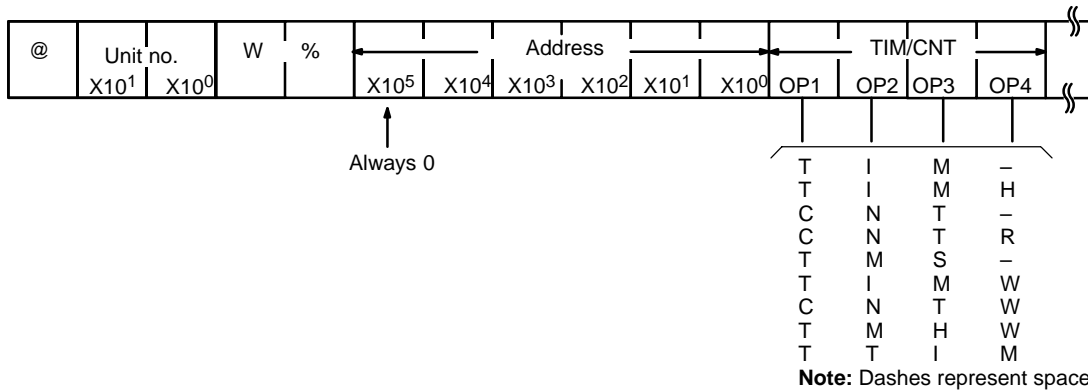 @ Unit no. W % Address TIM/CNT
X10¹ X10⁰ X10⁵ X10⁴ X10³ X10² X10¹ X10⁰ OP1 OP2 OP3 OP4
Always 0
T I M –
T I M H
C N T –
C N T R
T M S –
T I M W
C N T W
T M H W
T T I M
Note: Dashes represent space